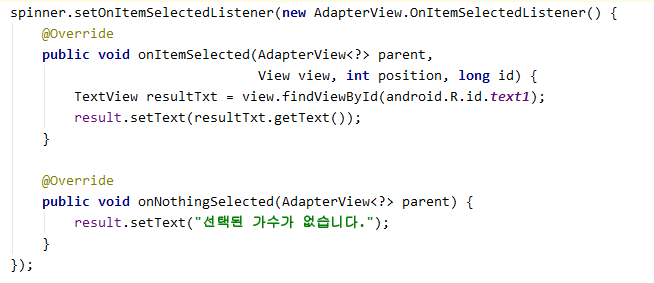 spinner.setOnItemSelectedListener(new AdapterView.OnItemSelectedListener() {
    @Override
    public void onItemSelected(AdapterView<?> parent,
                               View view, int position, long id) {
        TextView resultTxt = view.findViewById(android.R.id.text1);
        result.setText(resultTxt.getText());
    }

    @Override
    public void onNothingSelected(AdapterView<?> parent) {
        result.setText("선택된 가수가 없습니다.");
    }
});